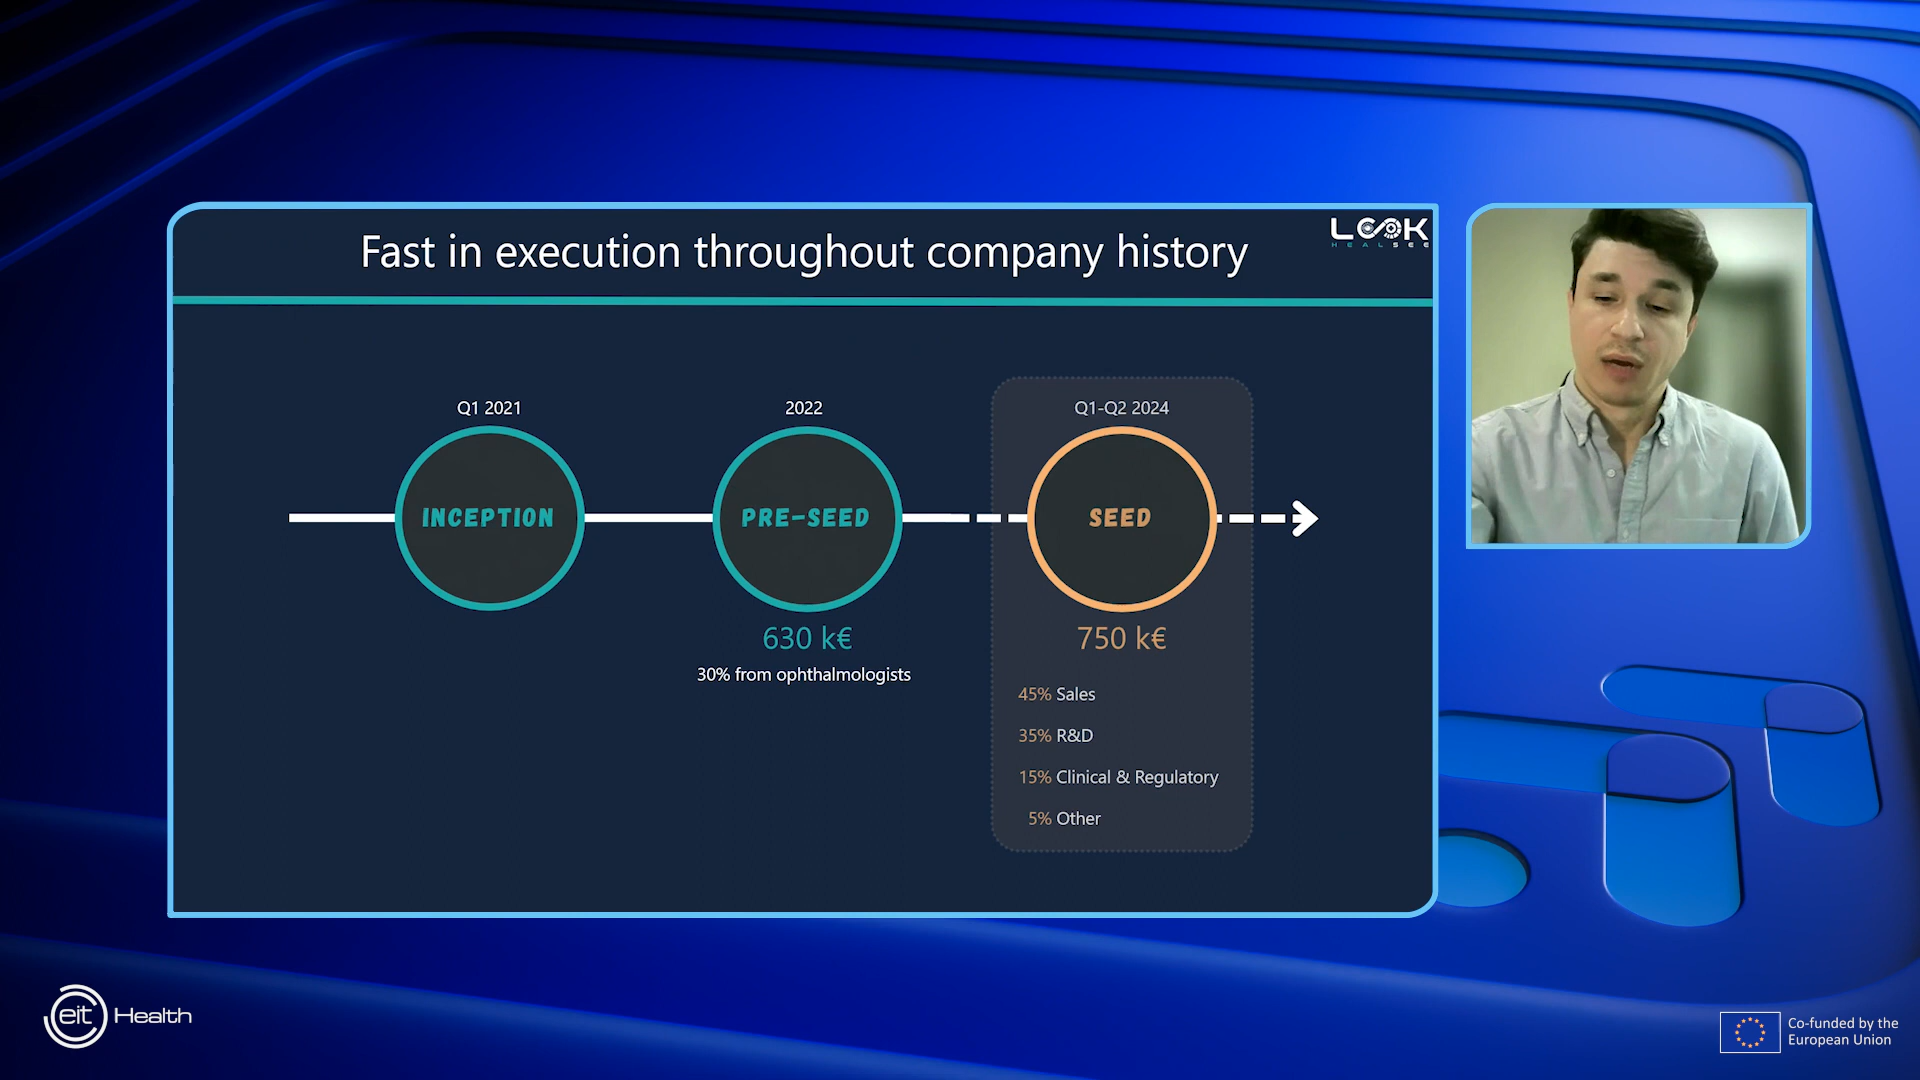 Fast in execution throughout company history
LOOK
HEALSEE
Q1 2021
INCEPTION
2022
PRE-SEED
630 k€
30% from ophthalmologists
Q1-Q2 2024
SEED
750 k€
45% Sales
35% R&D
15% Clinical & Regulatory
5% Other
eit Health
Co-funded by the
European Union